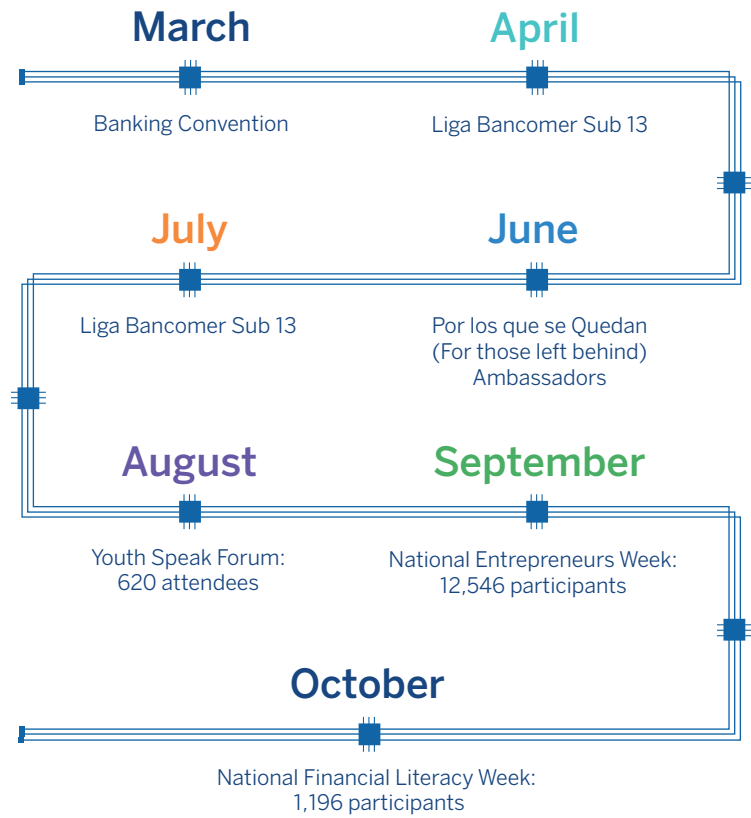 March
Banking Convention
April
Liga Bancomer Sub 13
June
Por los que se Quedan
(For those left behind)
Ambassadors
July
Liga Bancomer Sub 13
August
Youth Speak Forum:
620 attendees
September
National Entrepreneurs Week:
12,546 participants
October
National Financial Literacy Week:
1,196 participants